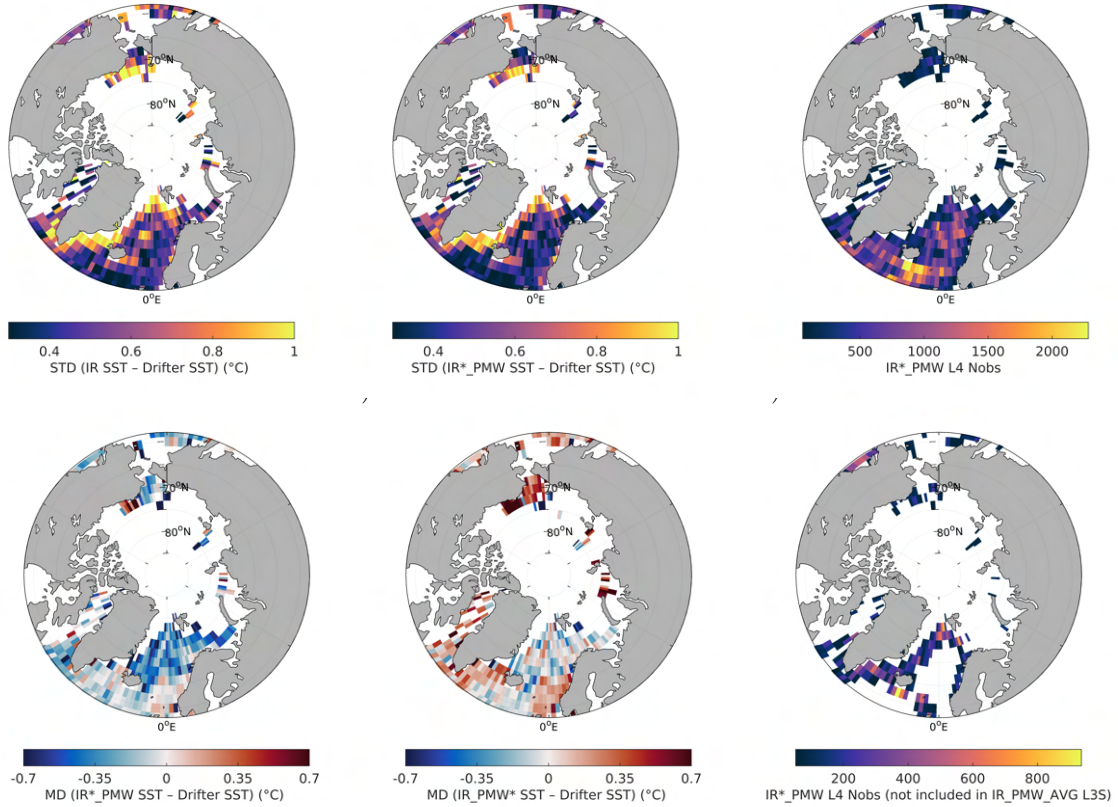 70°N
80°N
0°E
0.4 0.6 0.8 1
STD (IR SST – Drifter SST) (°C)
70°N
80°N
0°E
0.4 0.6 0.8 1
STD (IR*_PMW SST – Drifter SST) (°C)
70°N
80°N
0°E
500 1000 1500 2000
IR*_PMW L4 Nobs
, ,
70°N
80°N
0°E
-0.7 -0.35 0 0.35 0.7
MD (IR*_PMW SST – Drifter SST) (°C)
70°N
80°N
0°E
-0.7 -0.35 0 0.35 0.7
MD (IR_PMW* SST – Drifter SST) (°C)
70°N
80°N
0°E
200 400 600 800
IR*_PMW L4 Nobs (not included in IR_PMW_AVG L3S)